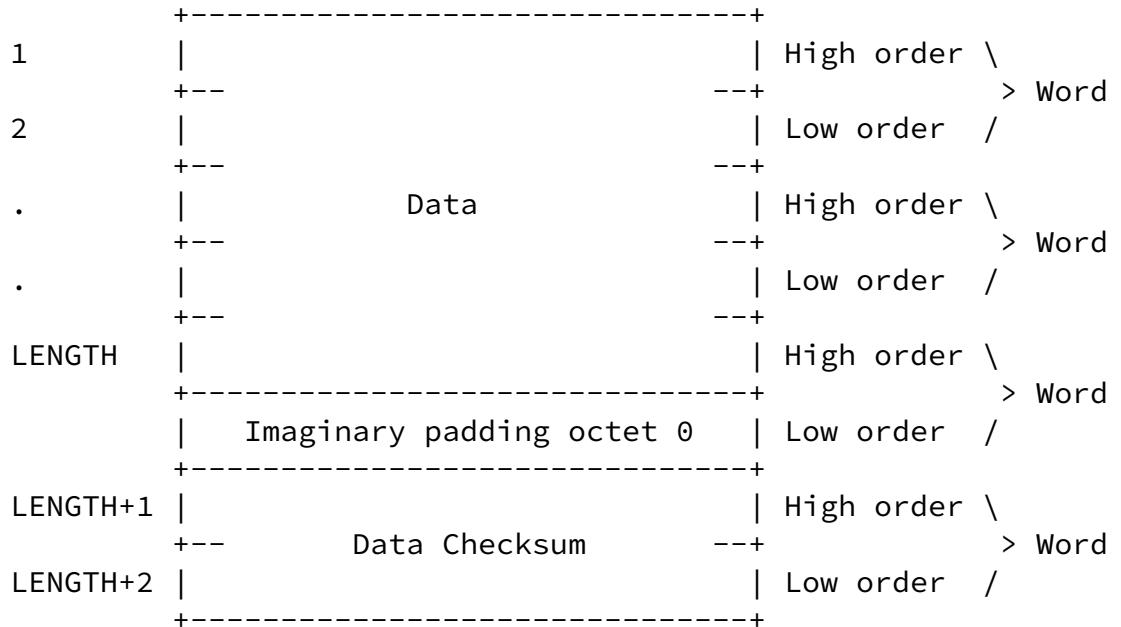 +-------------------------------+
1        |                               | High order \
         +--                           --+             > Word
2        |                               | Low order  /
         +--                           --+
.        |            Data               | High order \
         +--                           --+             > Word
.        |                               | Low order  /
         +--                           --+
LENGTH   |                               | High order \
         +-------------------------------+             > Word
         |   Imaginary padding octet 0   | Low order  /
         +-------------------------------+
LENGTH+1 |                               | High order \
         +--       Data Checksum       --+             > Word
LENGTH+2 |                               | Low order  /
         +-------------------------------+